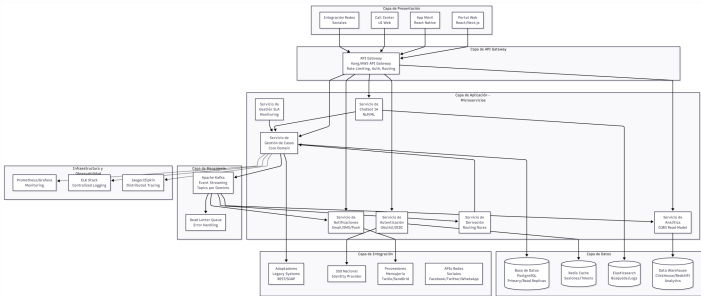 Capa de Presentación
Integración Redes
Sociales
Call Center
UI Web
App Móvil
React Native
Portal Web
React/Next.js
Capa de API Gateway
API Gateway
Kong/AWS API Gateway
Rate Limiting, Auth, Routing
Capa de Aplicación -
Microservicios
Servicio de
Gestión SLA
Monitoring
Servicio de
Chatbot IA
NLP/ML
Servicio de
Gestión de Casos
Core Domain
Infraestructura y
Observabilidad
Prometheus/Grafana
Monitoring
ELK Stack
Centralized Logging
Jaeger/Zipkin
Distributed Tracing
Capa de Mensajería
Apache Kafka
Event Streaming
Topics por Dominio
Dead Letter Queue
Error Handling
Servicio de
Notificaciones
Email/SMS/Push
Servicio de
Autenticación
OAuth2/OIDC
Servicio de
Derivación
Routing Rules
Servicio de
Analítica
CQRS Read Model
Capa de Integración
Adaptadores
Legacy Systems
REST/SOAP
SSO Nacional
Identity Provider
Proveedores
Mensajería
Twilio/SendGrid
APIs Redes
Sociales
Facebook/Twitter/WhatsApp
Capa de Datos
Base de Datos
PostgreSQL
Primary/Read Replicas
Redis Cache
Sesiones/Tokens
Elasticsearch
Búsqueda/Logs
Data Warehouse
ClickHouse/Redshift
Analytics